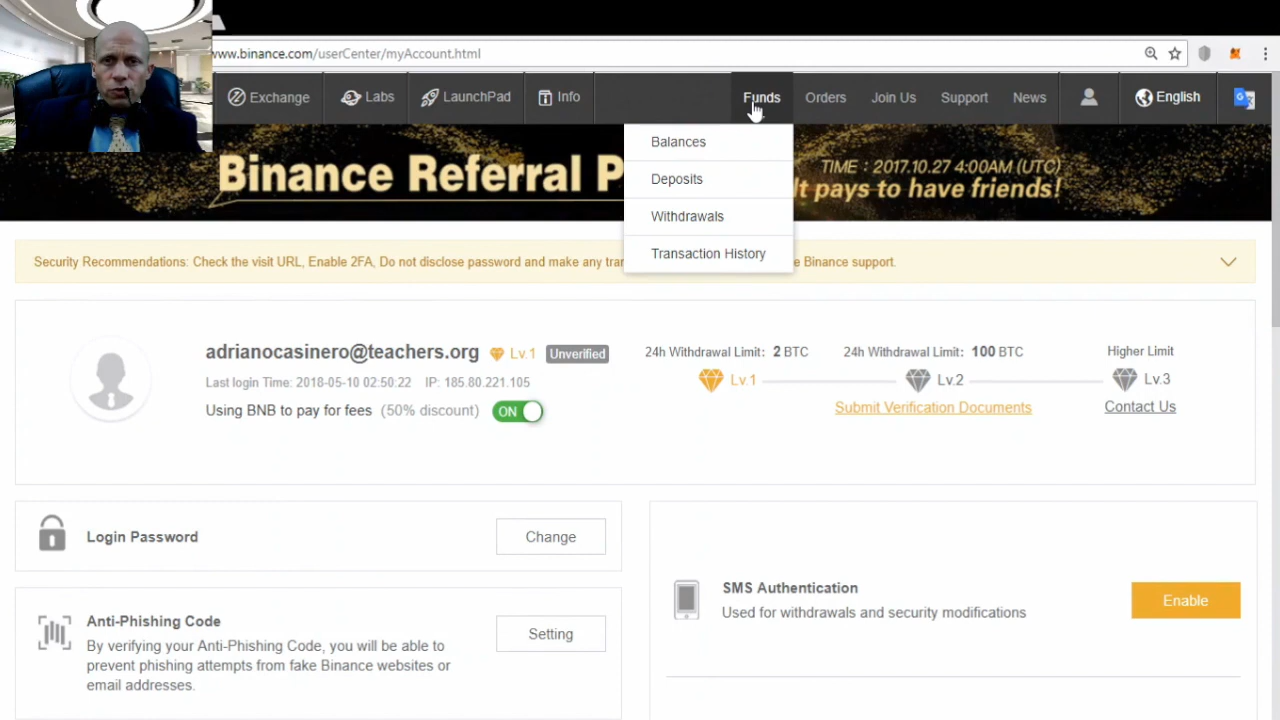 www.binance.com/userCenter/myAccount.html
Exchange
Labs
LaunchPad
Info
Funds
Orders
Join Us
Support
News
English
Balances
Deposits
Withdrawals
Transaction History
Binance Referral P
TIME : 2017.10.27 4:00AM (UTC)
It pays to have friends!
Security Recommendations: Check the visit URL, Enable 2FA, Do not disclose password and make any
Binance support.
adrianocasinero@teachers.org Lv.1 Unverified
Last login Time: 2018-05-10 02:50:22 IP: 185.80.221.105
Using BNB to pay for fees (50% discount) ON
24h Withdrawal Limit: 2 BTC
24h Withdrawal Limit: 100 BTC
Higher Limit
Lv.1
Lv.2
Lv.3
Submit Verification Documents
Contact Us
Login Password
Change
Anti-Phishing Code
By verifying your Anti-Phishing Code, you will be able to
prevent phishing attempts from fake Binance websites or
email addresses.
Setting
SMS Authentication
Used for withdrawals and security modifications
Enable